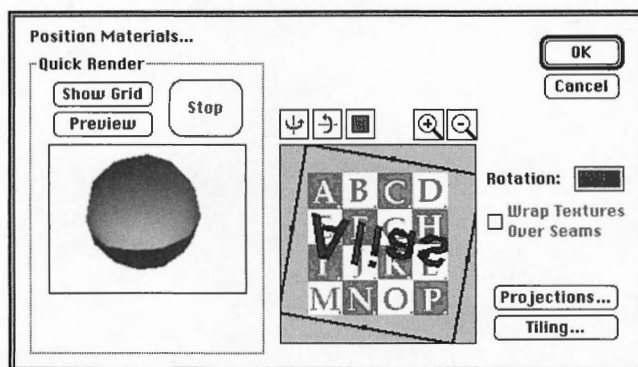 Position Materials...
Quick Render
Show Grid
Preview
Stop
OK
Cancel
Rotation:
Wrap Textures
Over Seams
Projections...
Tiling...
A B C D
H
I J K
M N O P